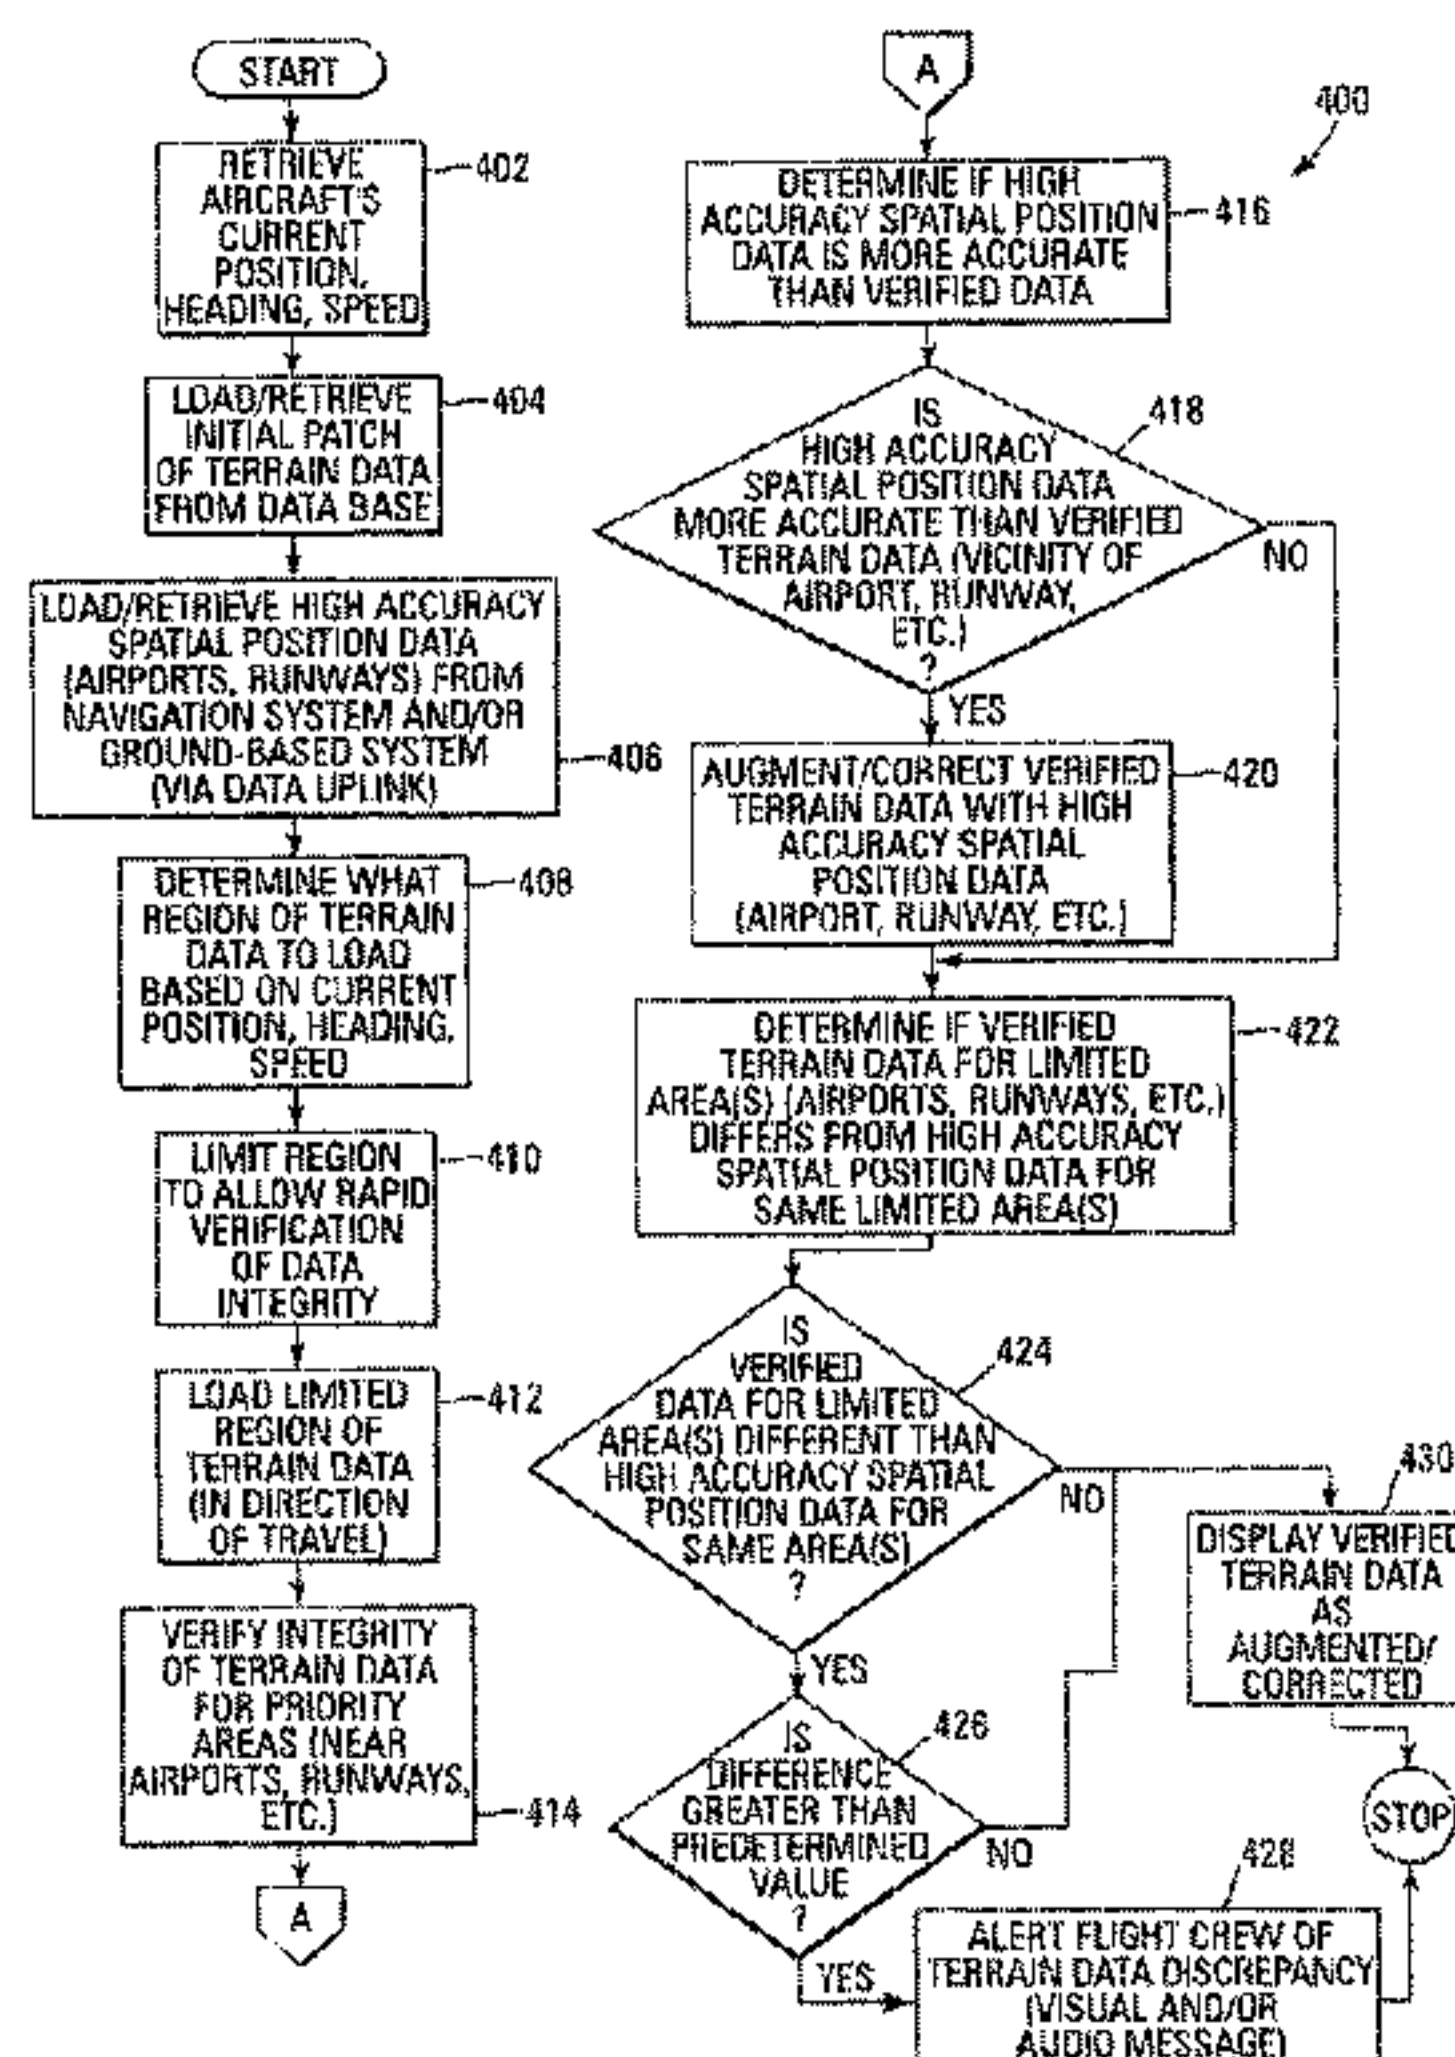 START
RETRIEVE
AIRCRAFT'S
CURRENT
POSITION,
HEADING, SPEED
402
LOAD/RETRIEVE
INITIAL PATCH
OF TERRAIN DATA
FROM DATA BASE
404
LOAD/RETRIEVE HIGH ACCURACY
SPATIAL POSITION DATA
(AIRPORTS, RUNWAYS) FROM
NAVIGATION SYSTEM AND/OR
GROUND-BASED SYSTEM
(VIA DATA UPLINK)
406
DETERMINE WHAT
REGION OF TERRAIN
DATA TO LOAD
BASED ON CURRENT
POSITION, HEADING,
SPEED
408
LIMIT REGION
TO ALLOW RAPID
VERIFICATION
OF DATA
INTEGRITY
410
LOAD LIMITED
REGION OF
TERRAIN DATA
(IN DIRECTION
OF TRAVEL)
412
VERIFY INTEGRITY
OF TERRAIN DATA
FOR PRIORITY
AREAS (NEAR
AIRPORTS, RUNWAYS,
ETC.)
414
A
A
400
DETERMINE IF HIGH
ACCURACY SPATIAL POSITION
DATA IS MORE ACCURATE
THAN VERIFIED DATA
416
IS
HIGH ACCURACY
SPATIAL POSITION DATA
MORE ACCURATE THAN VERIFIED
TERRAIN DATA (VICINITY OF
AIRPORT, RUNWAY,
ETC.)
?
418
NO
YES
AUGMENT/CORRECT VERIFIED
TERRAIN DATA WITH HIGH
ACCURACY SPATIAL
POSITION DATA
(AIRPORT, RUNWAY, ETC.)
420
DETERMINE IF VERIFIED
TERRAIN DATA FOR LIMITED
AREA(S) (AIRPORTS, RUNWAYS, ETC.)
DIFFERS FROM HIGH ACCURACY
SPATIAL POSITION DATA FOR
SAME LIMITED AREA(S)
422
IS
VERIFIED
DATA FOR LIMITED
AREA(S) DIFFERENT THAN
HIGH ACCURACY SPATIAL
POSITION DATA FOR
SAME AREA(S)
?
424
NO
YES
IS
DIFFERENCE
GREATER THAN
PREDETERMINED
VALUE
?
426
NO
YES
430
DISPLAY VERIFIED
TERRAIN DATA
AS
AUGMENTED/
CORRECTED
STOP
428
ALERT FLIGHT CREW OF
TERRAIN DATA DISCREPANCY
(VISUAL AND/OR
AUDIO MESSAGE)